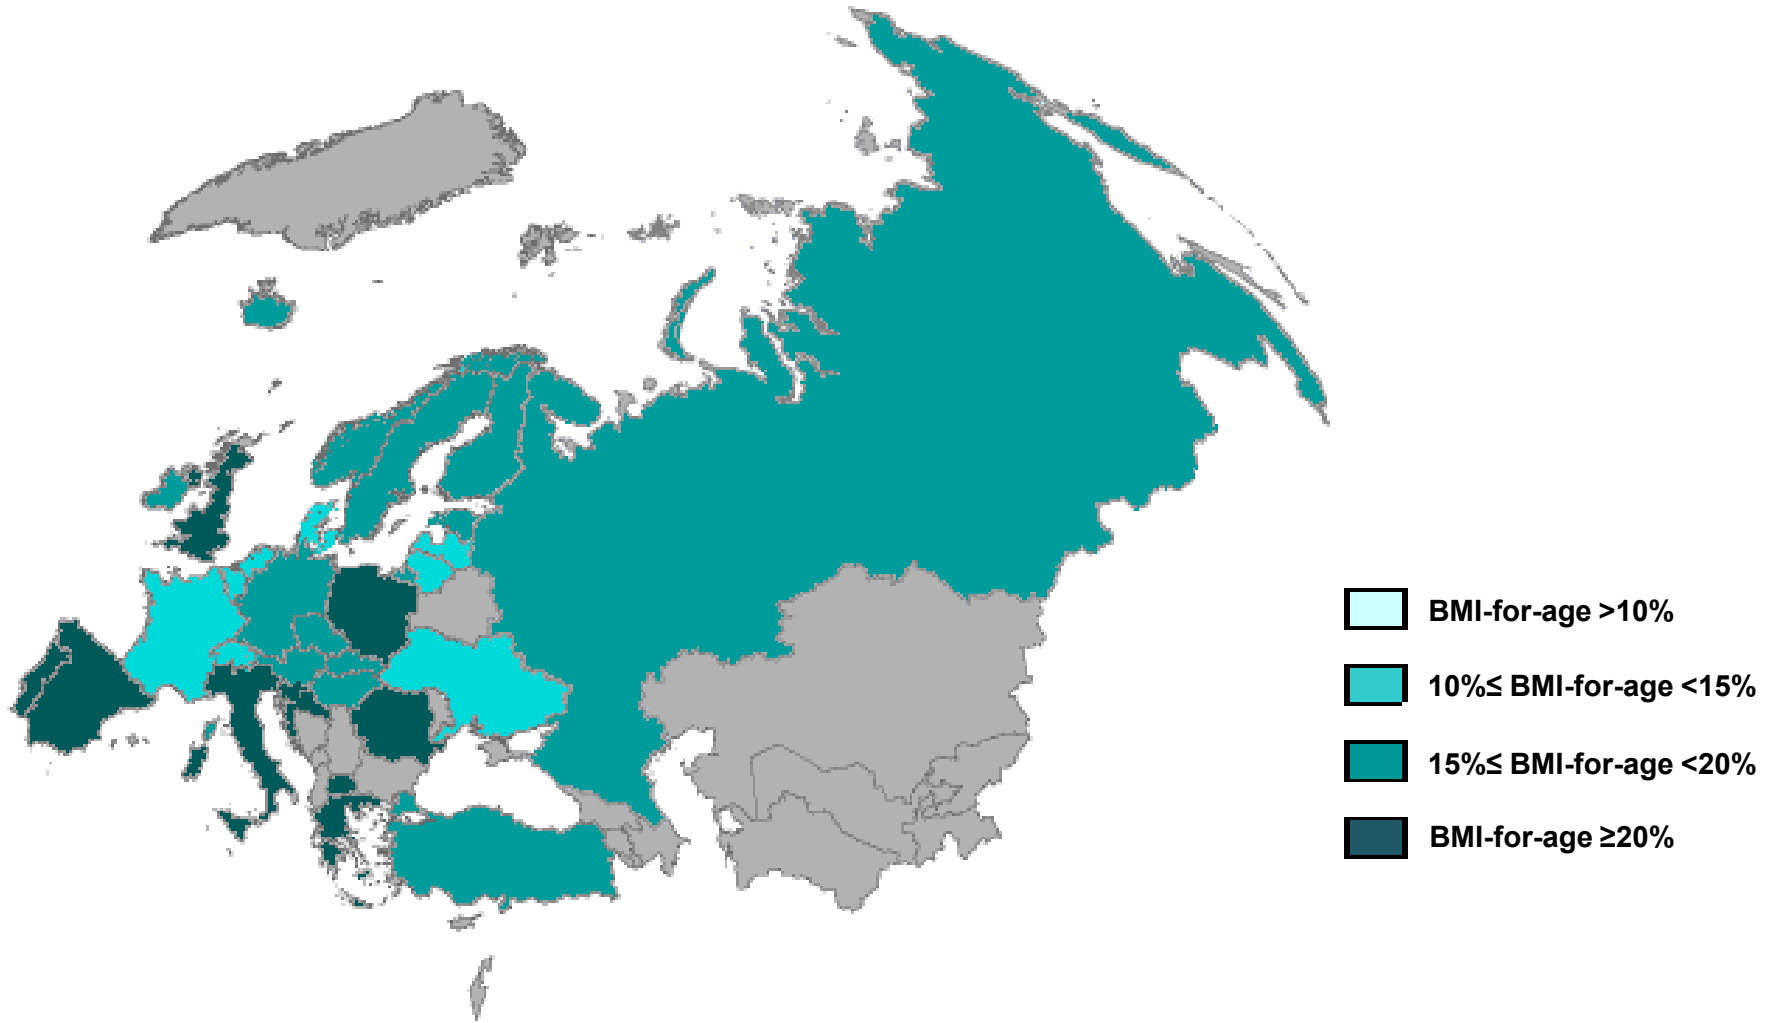 BMI-for-age >10%
10%≤ BMI-for-age <15%
15%≤ BMI-for-age <20%
BMI-for-age ≥20%